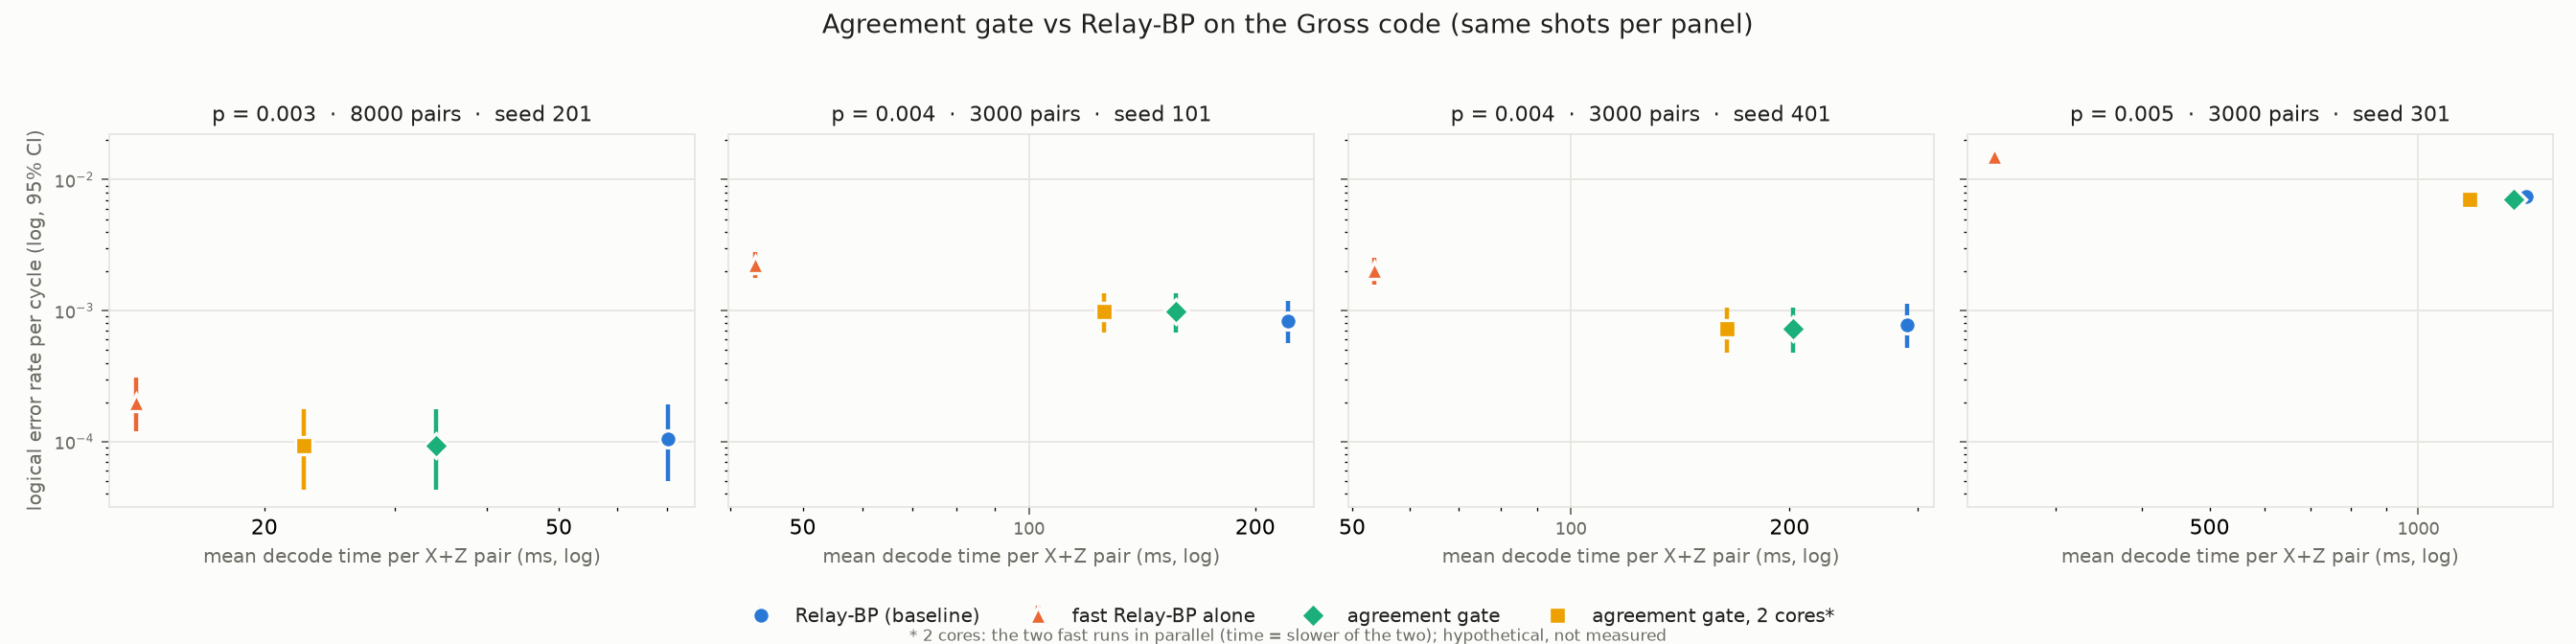 Agreement gate vs Relay-BP on the Gross code (same shots per panel)
p = 0.003 · 8000 pairs · seed 201
p = 0.004 · 3000 pairs · seed 101
p = 0.004 · 3000 pairs · seed 401
p = 0.005 · 3000 pairs · seed 301
logical error rate per cycle (log, 95% CI)
10⁻²
10⁻³
10⁻⁴
20 50
50 100 200
50 100 200
500 1000
mean decode time per X+Z pair (ms, log)
mean decode time per X+Z pair (ms, log)
mean decode time per X+Z pair (ms, log)
mean decode time per X+Z pair (ms, log)
Relay-BP (baseline) fast Relay-BP alone agreement gate agreement gate, 2 cores*
* 2 cores: the two fast runs in parallel (time = slower of the two); hypothetical, not measured